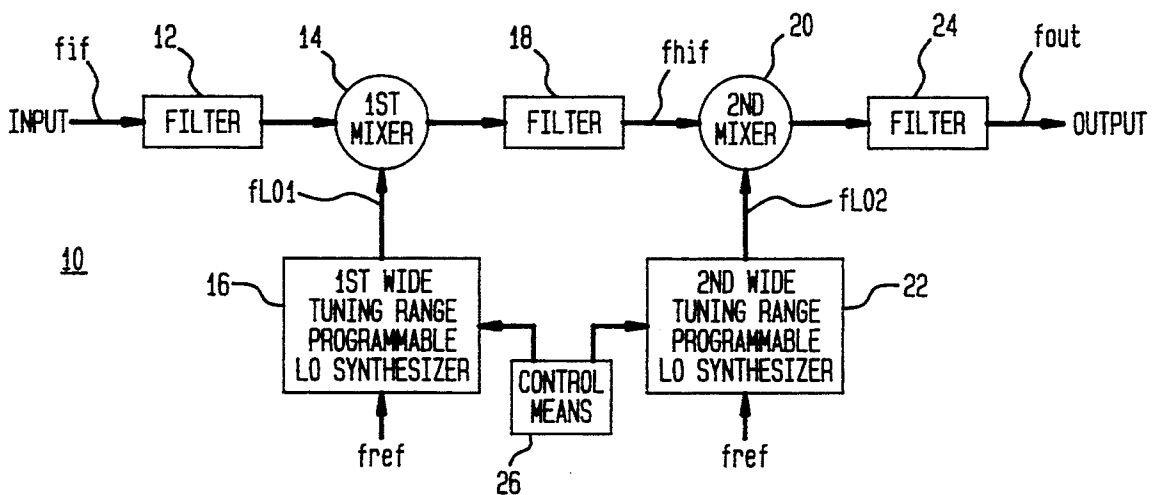 fif
12
14
18
fhif
20
24
fout
INPUT
FILTER
1ST
MIXER
FILTER
2ND
MIXER
FILTER
OUTPUT
fLO1
fLO2
10
16
1ST WIDE
TUNING RANGE
PROGRAMMABLE
LO SYNTHESIZER
2ND WIDE
TUNING RANGE
PROGRAMMABLE
LO SYNTHESIZER
22
CONTROL
MEANS
fref
26
fref